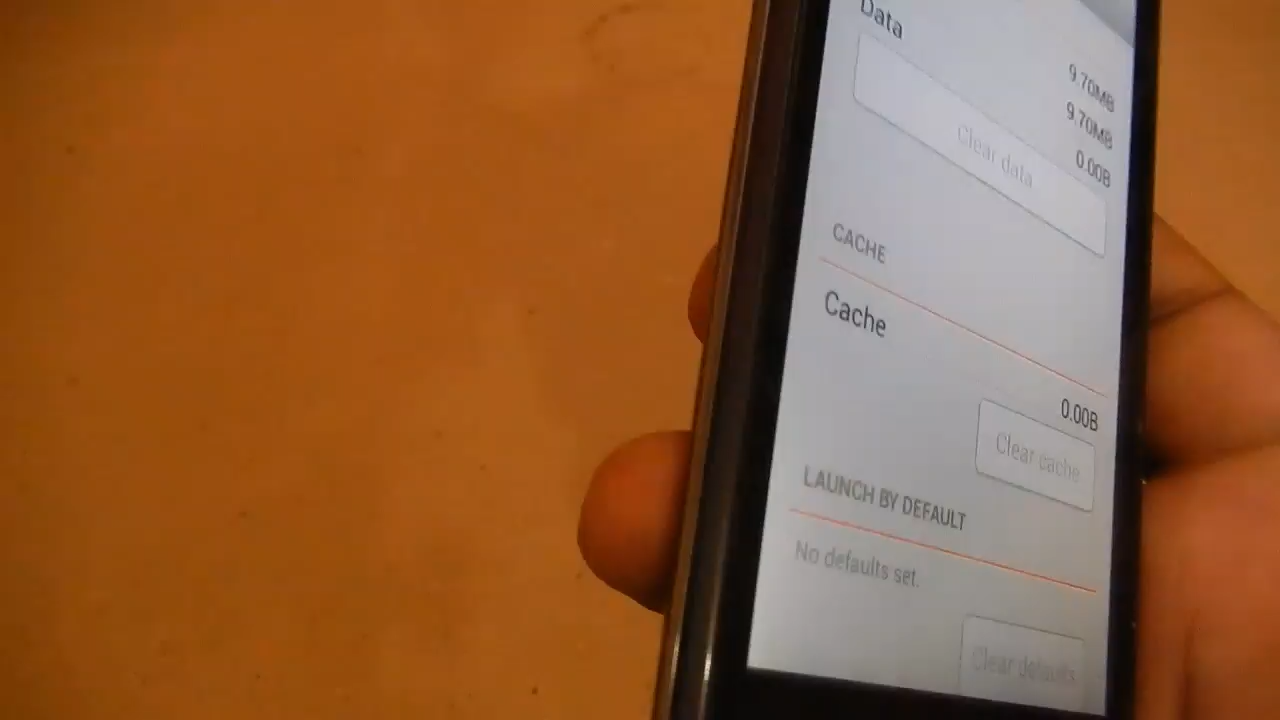 9.70MB
9.70MB
Data
0.00B
Clear data
CACHE
Cache
0.00B
Clear cache
LAUNCH BY DEFAULT
No defaults set.
Clear defaults